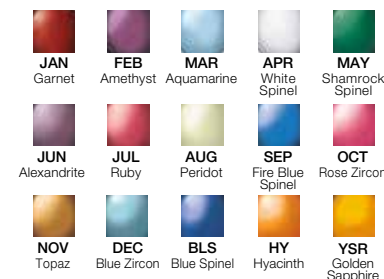 JAN FEB MAR APR MAY
Garnet Amethyst Aquamarine White Shamrock
Spinel Spinel
JUN JUL AUG SEP OCT
Alexandrite Ruby Peridot Fire Blue Rose Zircon
Spinel
NOV DEC BLS HY YSR
Topaz Blue Zircon Blue Spinel Hyacinth Golden
Sapphire